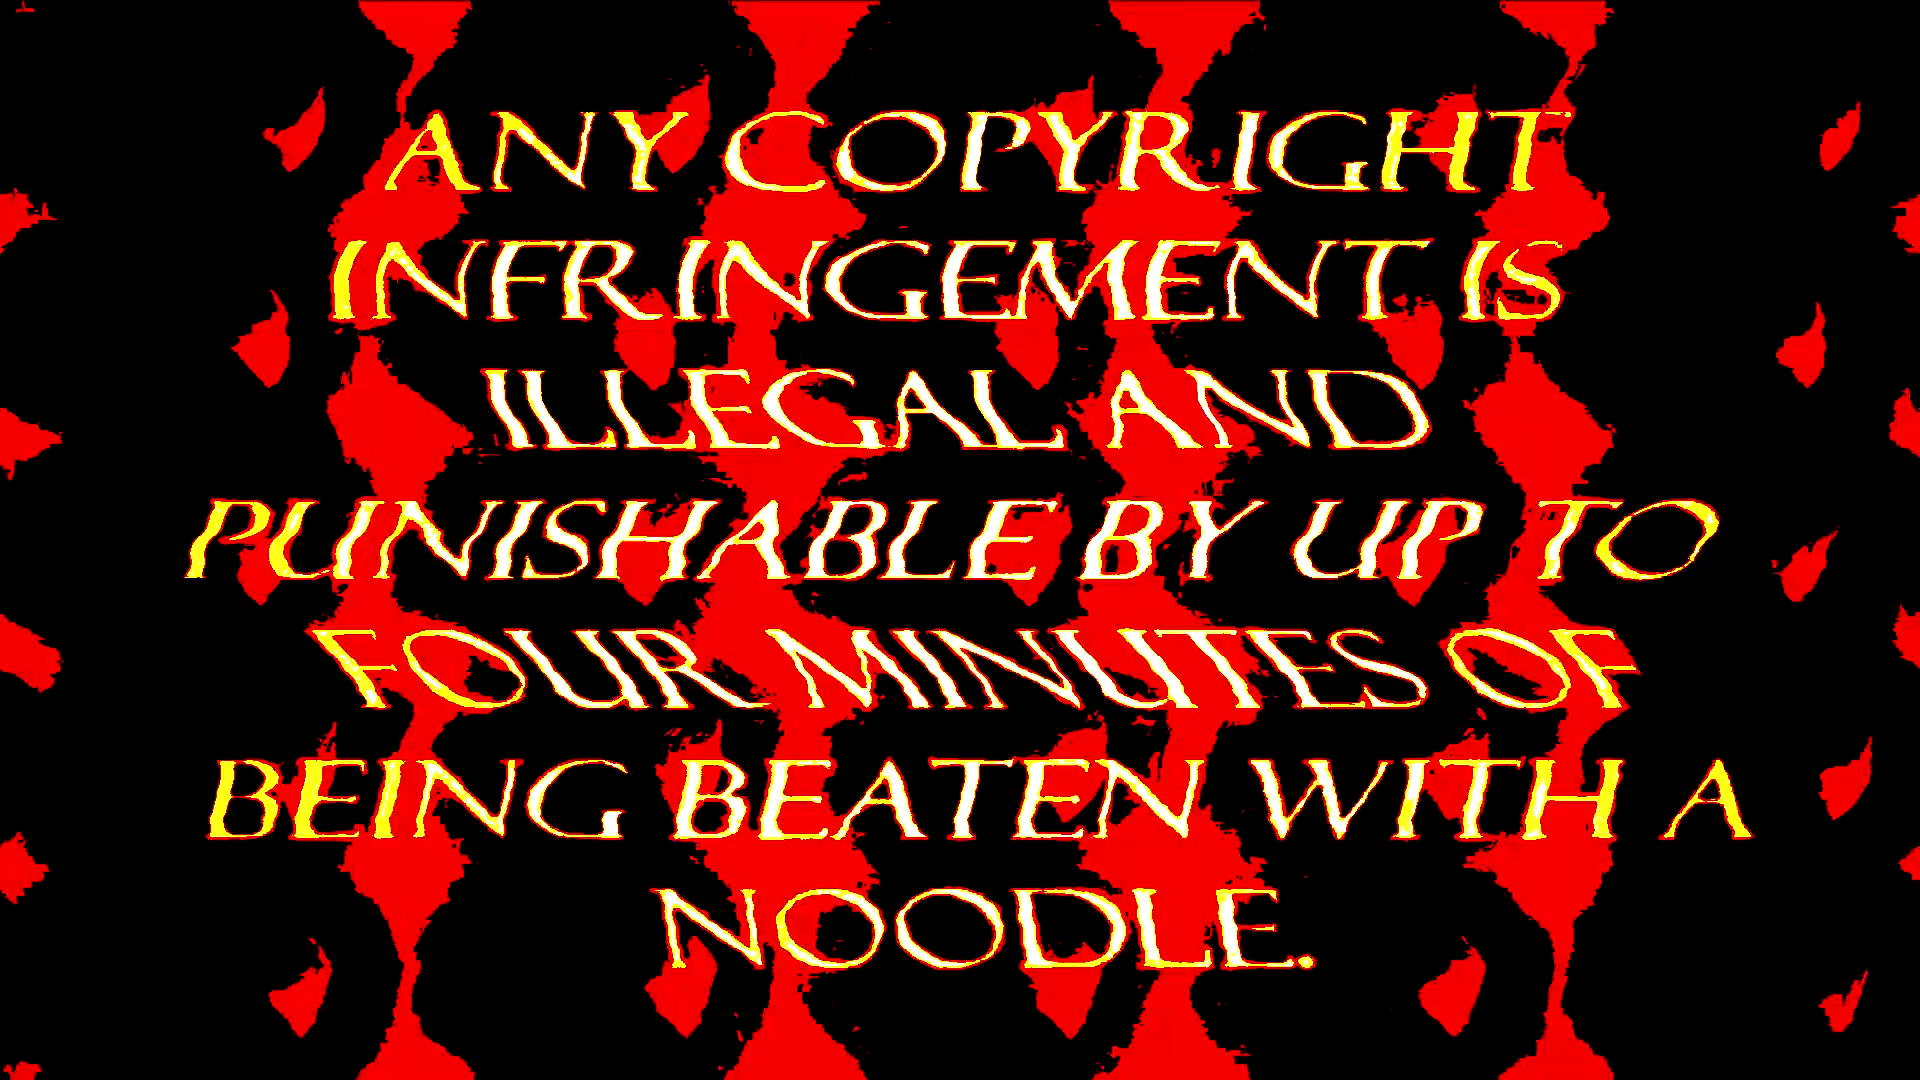 ANY COPYRIGHT
INFRINGEMENT IS
ILLEGAL AND
PUNISHABLE BY UP TO
FOUR MINUTES OF
BEING BEATEN WITH A
NOODLE.